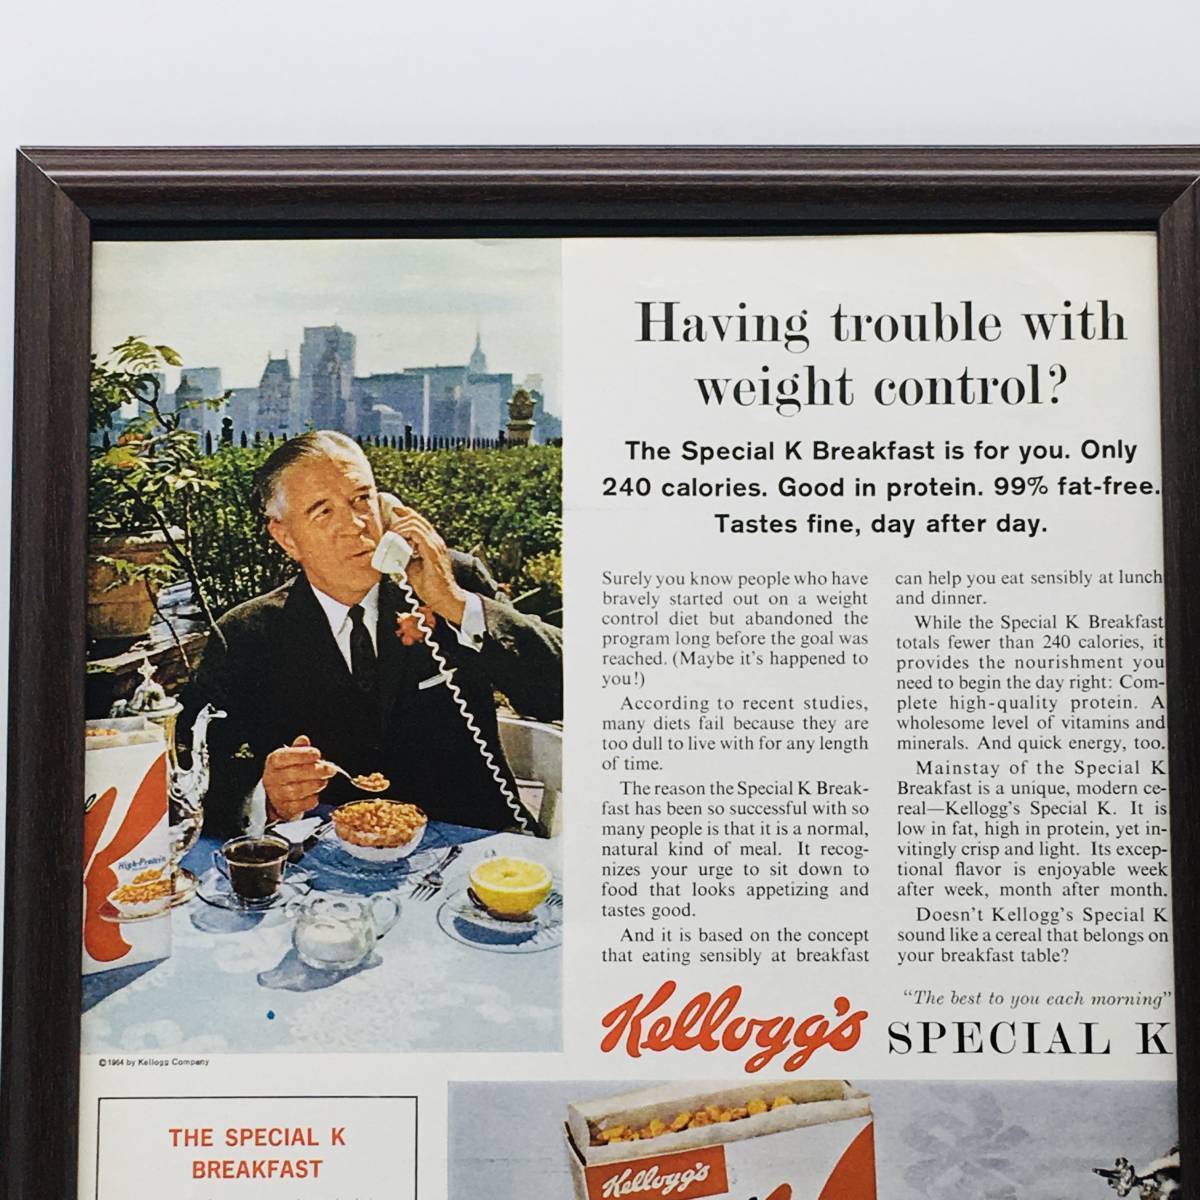 Having trouble with
weight control?
The Special K Breakfast is for you. Only
240 calories. Good in protein. 99% fat-free.
Tastes fine, day after day.
Surely you know people who have
bravely started out on a weight
control diet but abandoned the
program long before the goal was
reached. (Maybe it's happened to
you!)
According to recent studies,
many diets fail because they are
too dull to live with for any length
of time.
The reason the Special K Break-
fast has been so successful with so
many people is that it is a normal,
natural kind of meal. It recog-
nizes your urge to sit down to
food that looks appetizing and
tastes good.
And it is based on the concept
that eating sensibly at breakfast
can help you eat sensibly at lunch
and dinner.
While the Special K Breakfast
totals fewer than 240 calories, it
provides the nourishment you
need to begin the day right: Com-
plete high-quality protein. A
wholesome level of vitamins and
minerals. And quick energy, too.
Mainstay of the Special K
Breakfast is a unique, modern ce-
real—Kellogg's Special K. It is
low in fat, high in protein, yet in-
vitingly crisp and light. Its excep-
tional flavor is enjoyable week
after week, month after month.
Doesn't Kellogg's Special K
sound like a cereal that belongs on
your breakfast table?
"The best to you each morning"
Kellogg's SPECIAL K
K
High-Protein
©1964 by Kellogg Company
THE SPECIAL K
BREAKFAST
Kellogg's